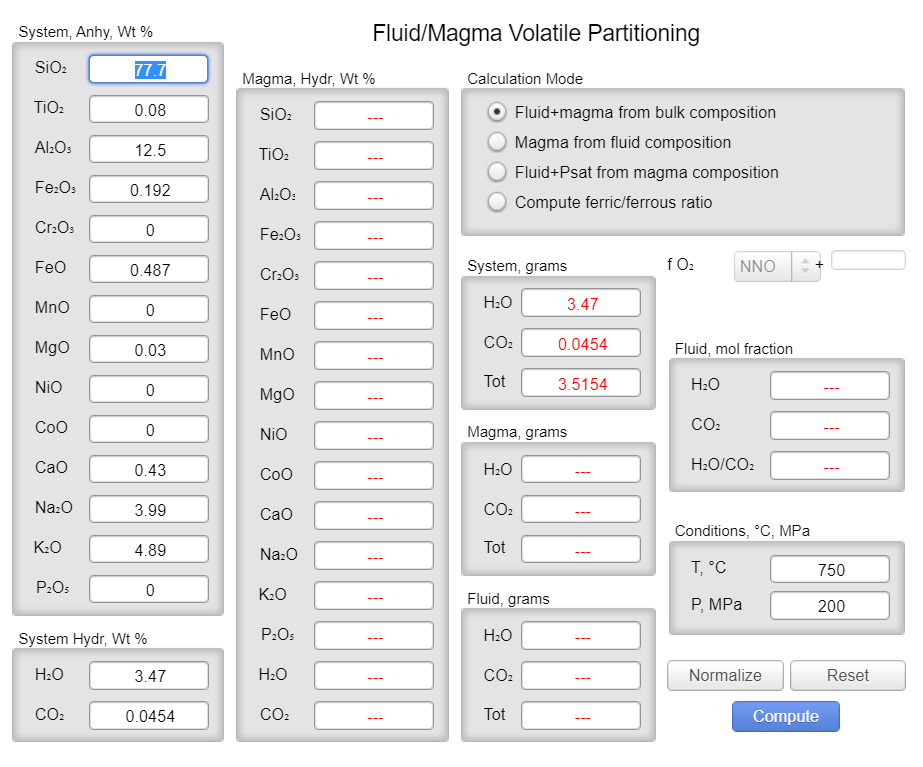 System, Anhy, Wt %
SiO₂ 77.7
TiO₂ 0.08
Al₂O₃ 12.5
Fe₂O₃ 0.192
Cr₂O₃ 0
FeO 0.487
MnO 0
MgO 0.03
NiO 0
CoO 0
CaO 0.43
Na₂O 3.99
K₂O 4.89
P₂O₅ 0
System Hydr, Wt %
H₂O 3.47
CO₂ 0.0454
Fluid/Magma Volatile Partitioning
Magma, Hydr, Wt %
SiO₂ ---
TiO₂ ---
Al₂O₃ ---
Fe₂O₃ ---
Cr₂O₃ ---
FeO ---
MnO ---
MgO ---
NiO ---
CoO ---
CaO ---
Na₂O ---
K₂O ---
P₂O₅ ---
H₂O ---
CO₂ ---
Calculation Mode
Fluid+magma from bulk composition
Magma from fluid composition
Fluid+Psat from magma composition
Compute ferric/ferrous ratio
System, grams
H₂O 3.47
CO₂ 0.0454
Tot 3.5154
Magma, grams
H₂O ---
CO₂ ---
Tot ---
Fluid, grams
H₂O ---
CO₂ ---
Tot ---
f O₂ NNO +
Fluid, mol fraction
H₂O ---
CO₂ ---
H₂O/CO₂ ---
Conditions, °C, MPa
T, °C 750
P, MPa 200
Normalize Reset
Compute